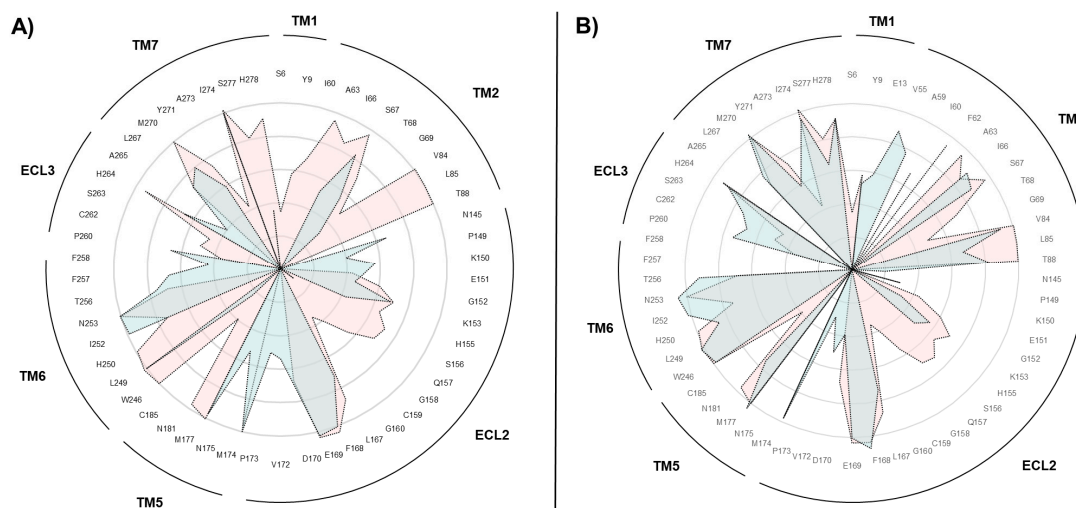 A)
TM1
TM2
ECL2
TM5
TM6
ECL3
TM7
S6
Y9
I60
A63
I66
S67
T68
G69
V84
L85
T88
N145
P149
K150
E151
G152
K153
H155
S156
Q157
G158
C159
G160
L167
F168
E169
D170
V172
P173
M174
N175
M177
N181
C185
W246
L249
H250
I252
N253
T256
F257
F258
P260
C262
S263
H264
A265
L267
M270
Y271
A273
I274
S277
H278
B)
TM1
TM
ECL2
TM5
TM6
ECL3
TM7
S6
Y9
E13
V55
A59
I60
F62
A63
I66
S67
T68
G69
V84
L85
T88
N145
P149
K150
E151
G152
K153
H155
S156
Q157
G158
C159
G160
L167
F168
E169
D170
V172
P173
M174
N175
M177
N181
C185
W246
L249
H250
I252
N253
T256
F257
F258
P260
C262
S263
H264
A265
L267
M270
Y271
A273
I274
S277
H278